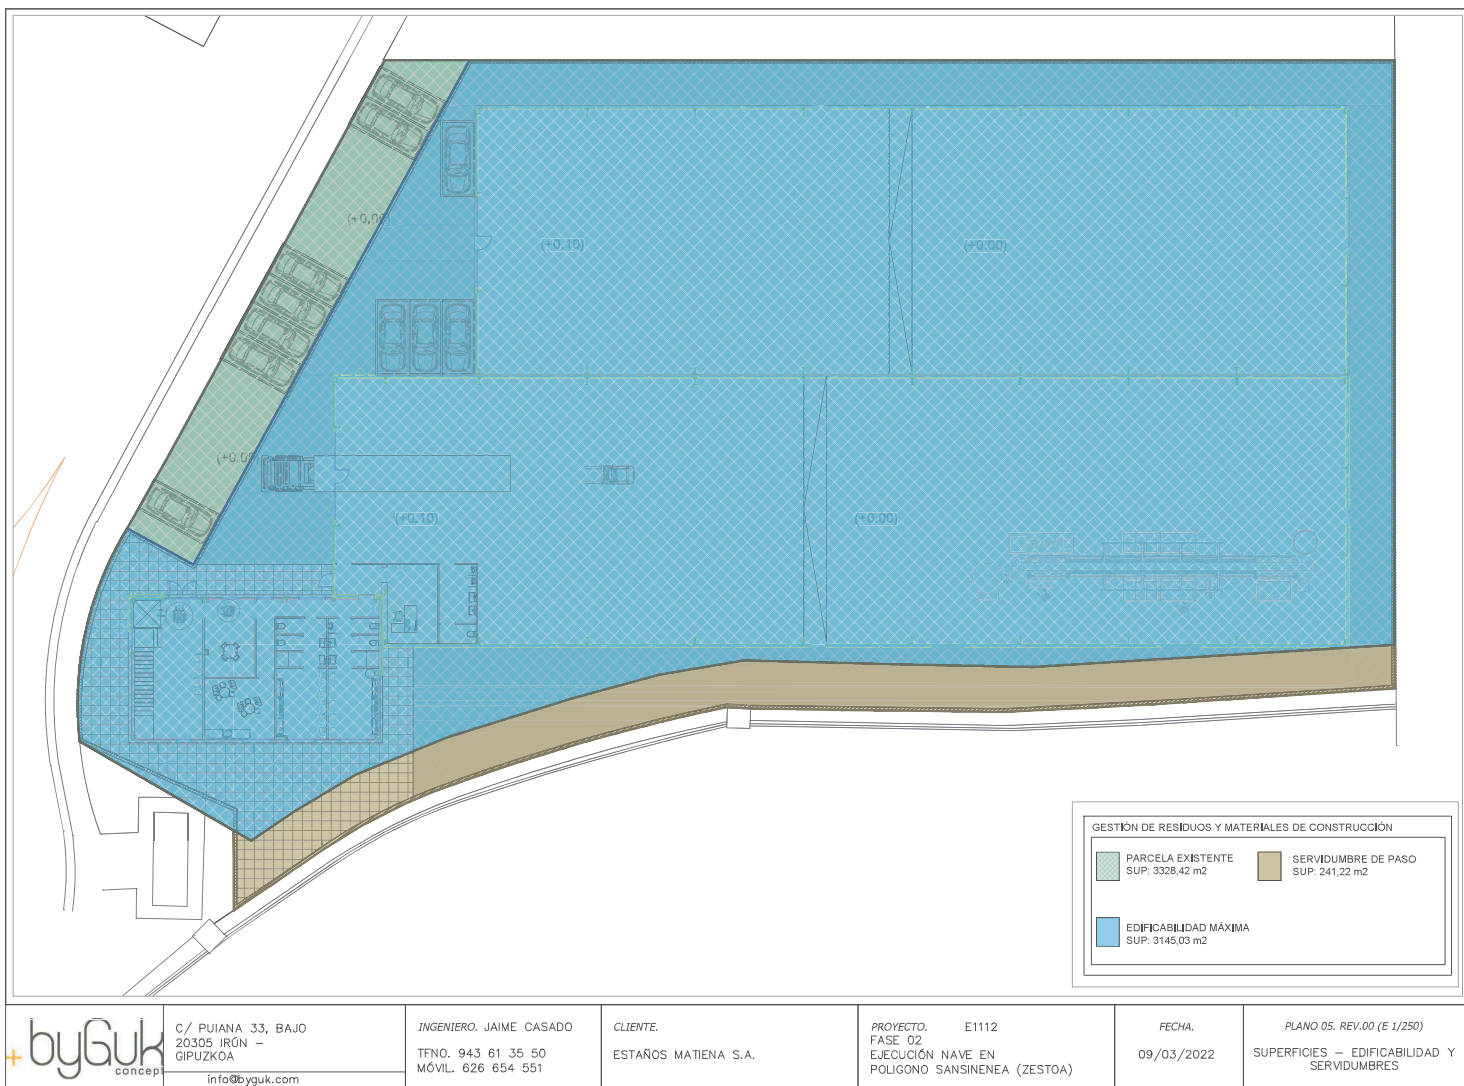 (+0,00)
(+0,10)
(+0,00)
(+0,00)
(+0,10)
(+0,00)
GESTIÓN DE RESIDUOS Y MATERIALES DE CONSTRUCCIÓN
PARCELA EXISTENTE
SUP: 3328,42 m2
SERVIDUMBRE DE PASO
SUP: 241,22 m2
EDIFICABILIDAD MÁXIMA
SUP: 3145,03 m2
+byGuk
concept
C/ PUIANA 33, BAJO
20305 IRÚN –
GIPUZKOA
info@byguk.com
INGENIERO. JAIME CASADO
TFNO. 943 61 35 50
MÓVIL. 626 654 551
CLIENTE.
ESTAÑOS MATIENA S.A.
PROYECTO. E1112
FASE 02
EJECUCIÓN NAVE EN
POLIGONO SANSINENEA (ZESTOA)
FECHA.
09/03/2022
PLANO 05. REV.00 (E 1/250)
SUPERFICIES – EDIFICABILIDAD Y
SERVIDUMBRES